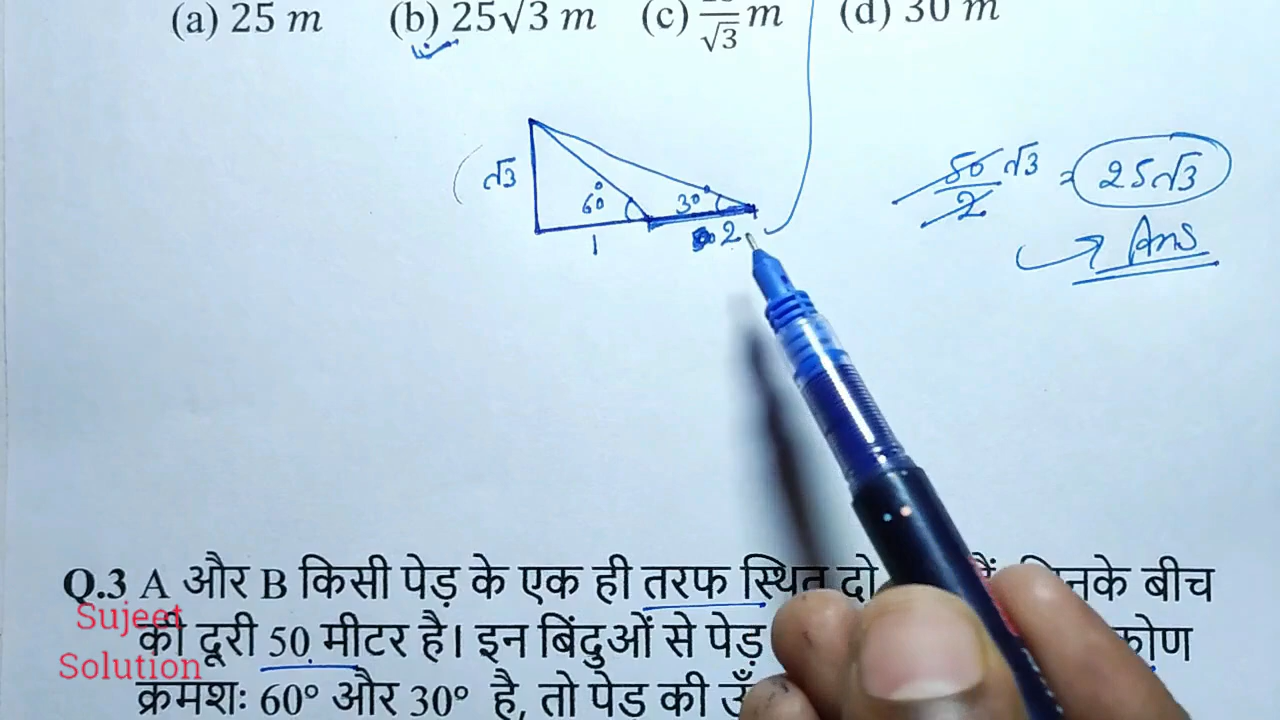 (a) 25 m (b) 25√3 m (c) /√3 m (d) 30 m
√3 60° 30°
1 2
50/2 √3 = 25√3
Ans
Q.3 A और B किसी पेड़ के एक ही तरफ स्थित दो के बीच
की दूरी 50 मीटर है। इन बिंदुओं से पेड़ कोण
क्रमशः 60° और 30° है, तो पेड़ की
Sujeet
Solution